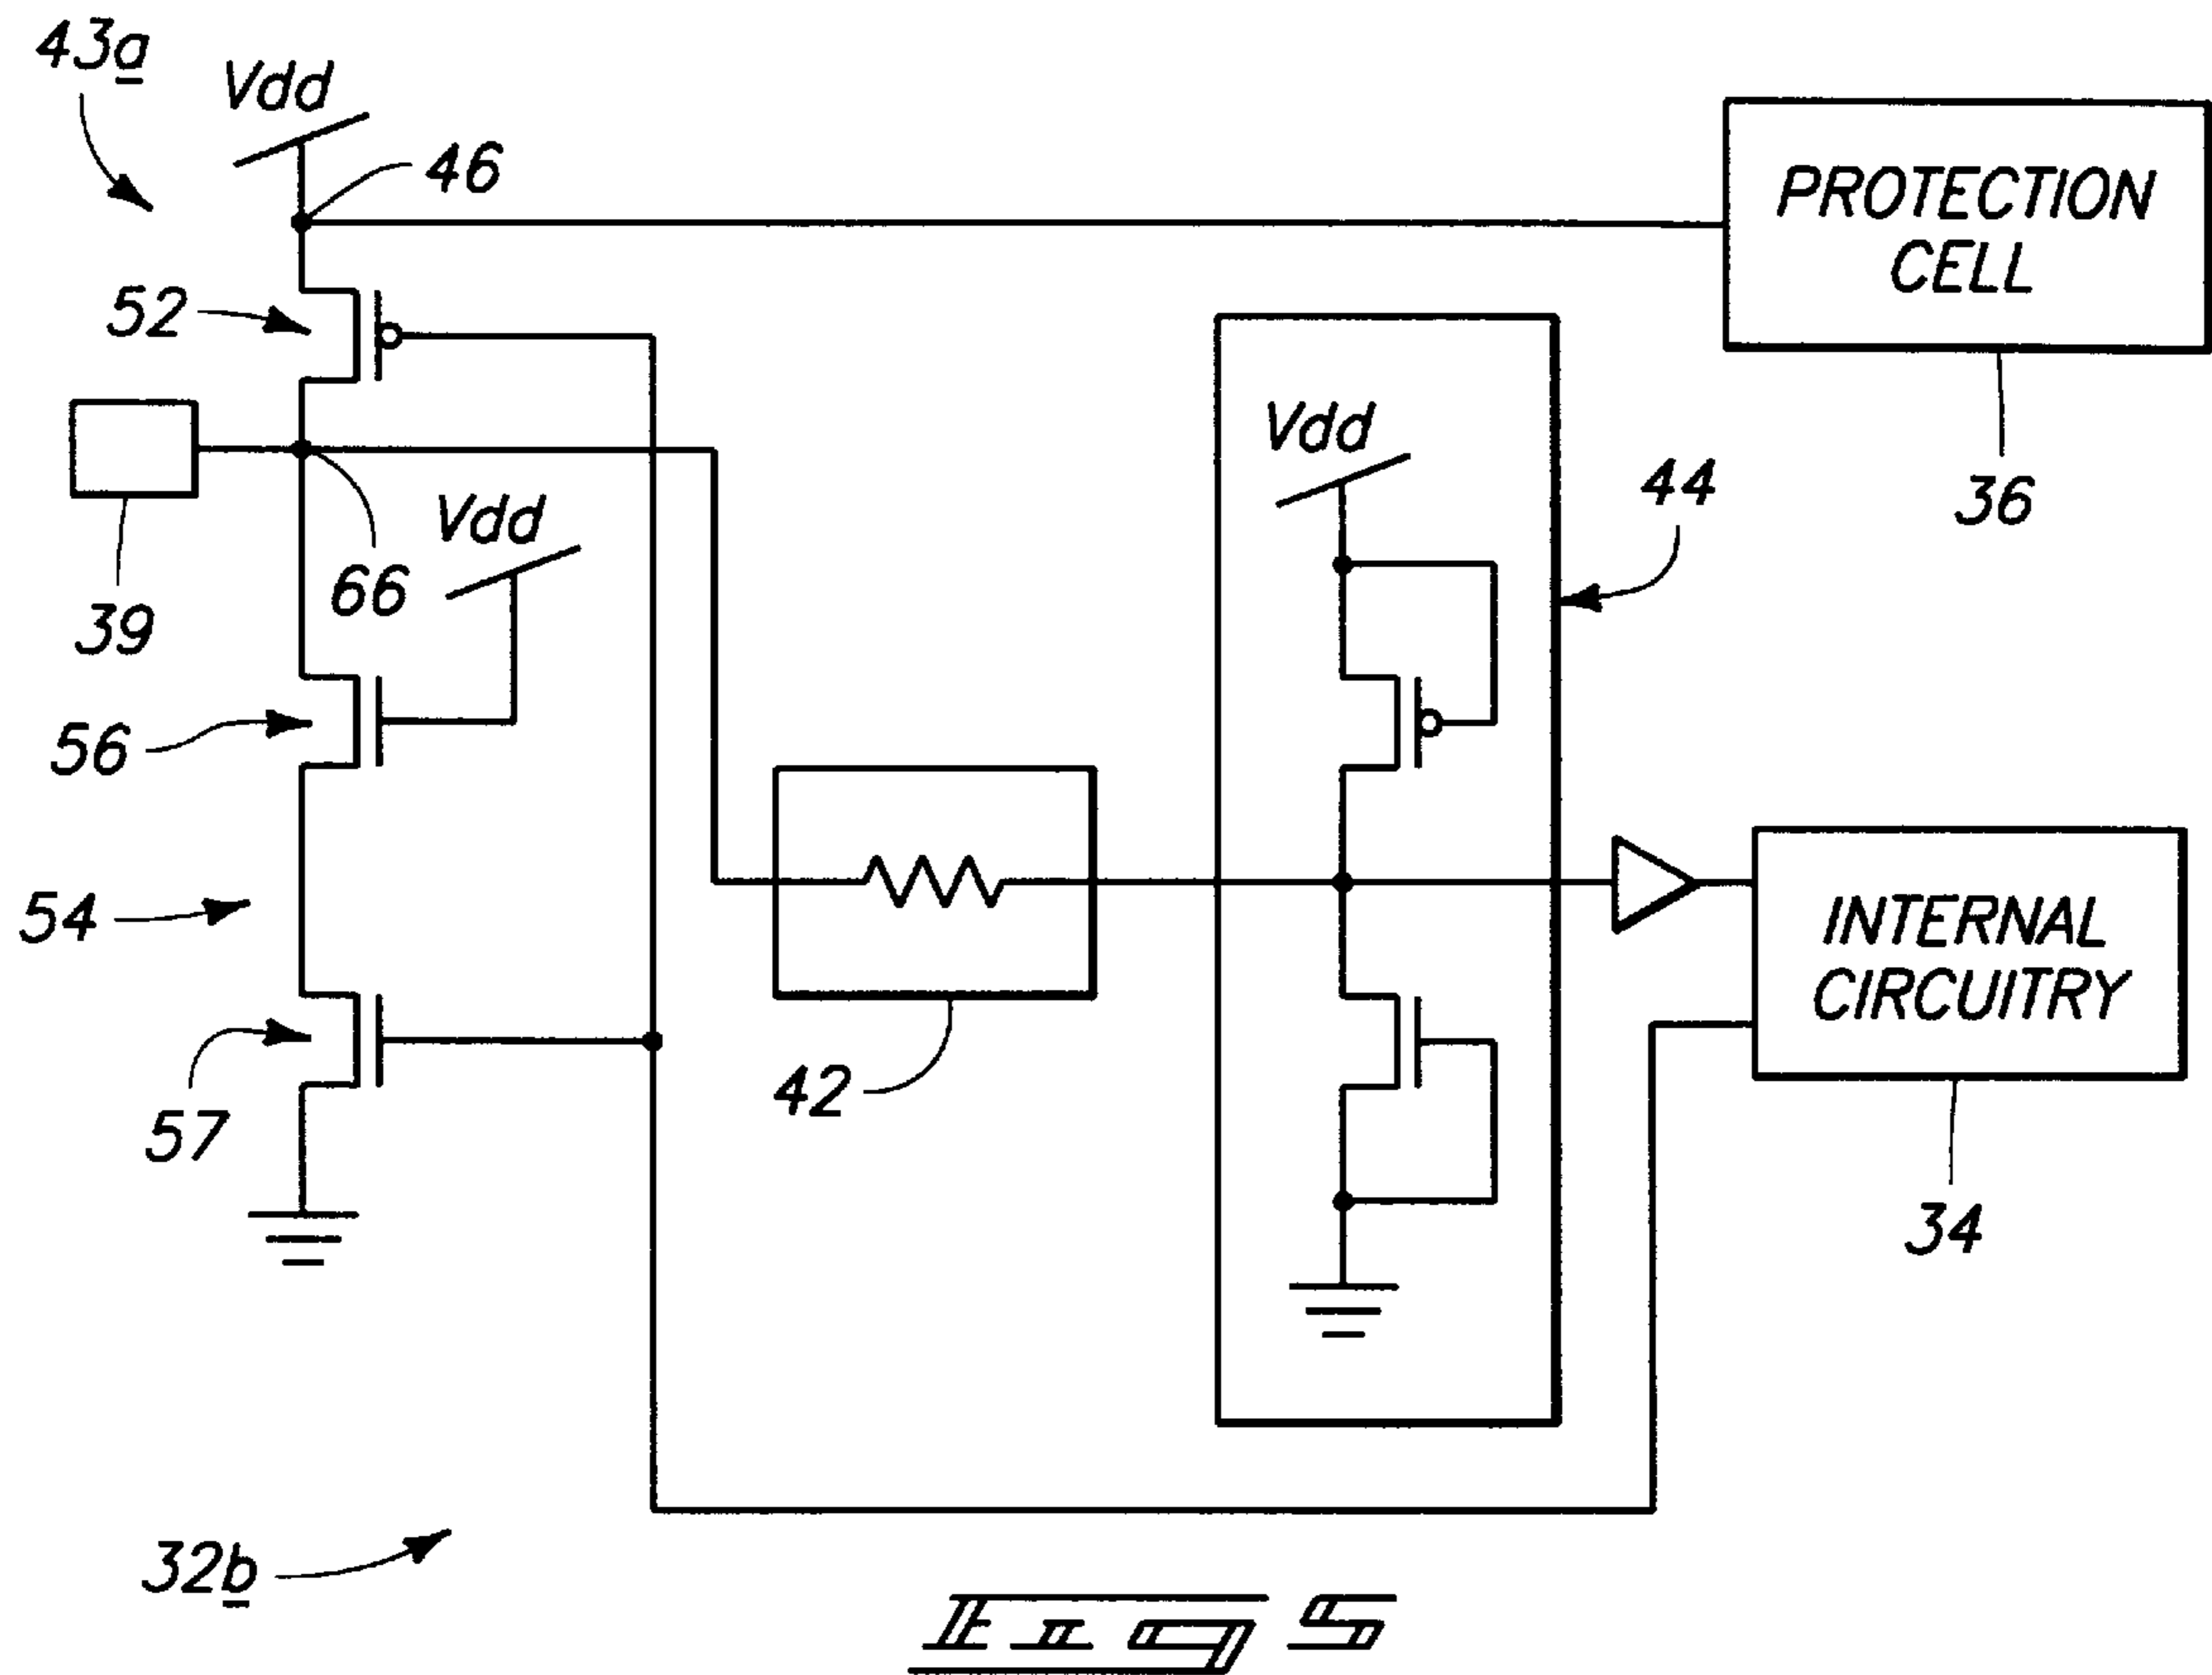 43a
Vdd
46
PROTECTION
CELL
52
Vdd
44
36
Vdd
66
39
56
54
INTERNAL
CIRCUITRY
42
57
34
32b
Fig 5